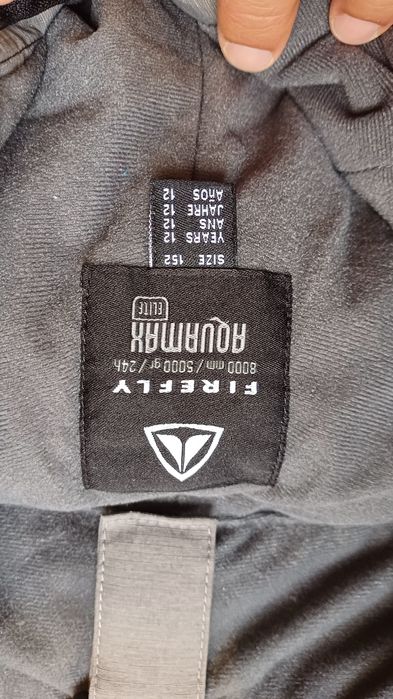 FIREFLY
8000 mm / 5000 gr / 24h
AQUAMAX
ELITE
SIZE 152
YEARS 12
ANS 12
JAHRE 12
AÑOS 12